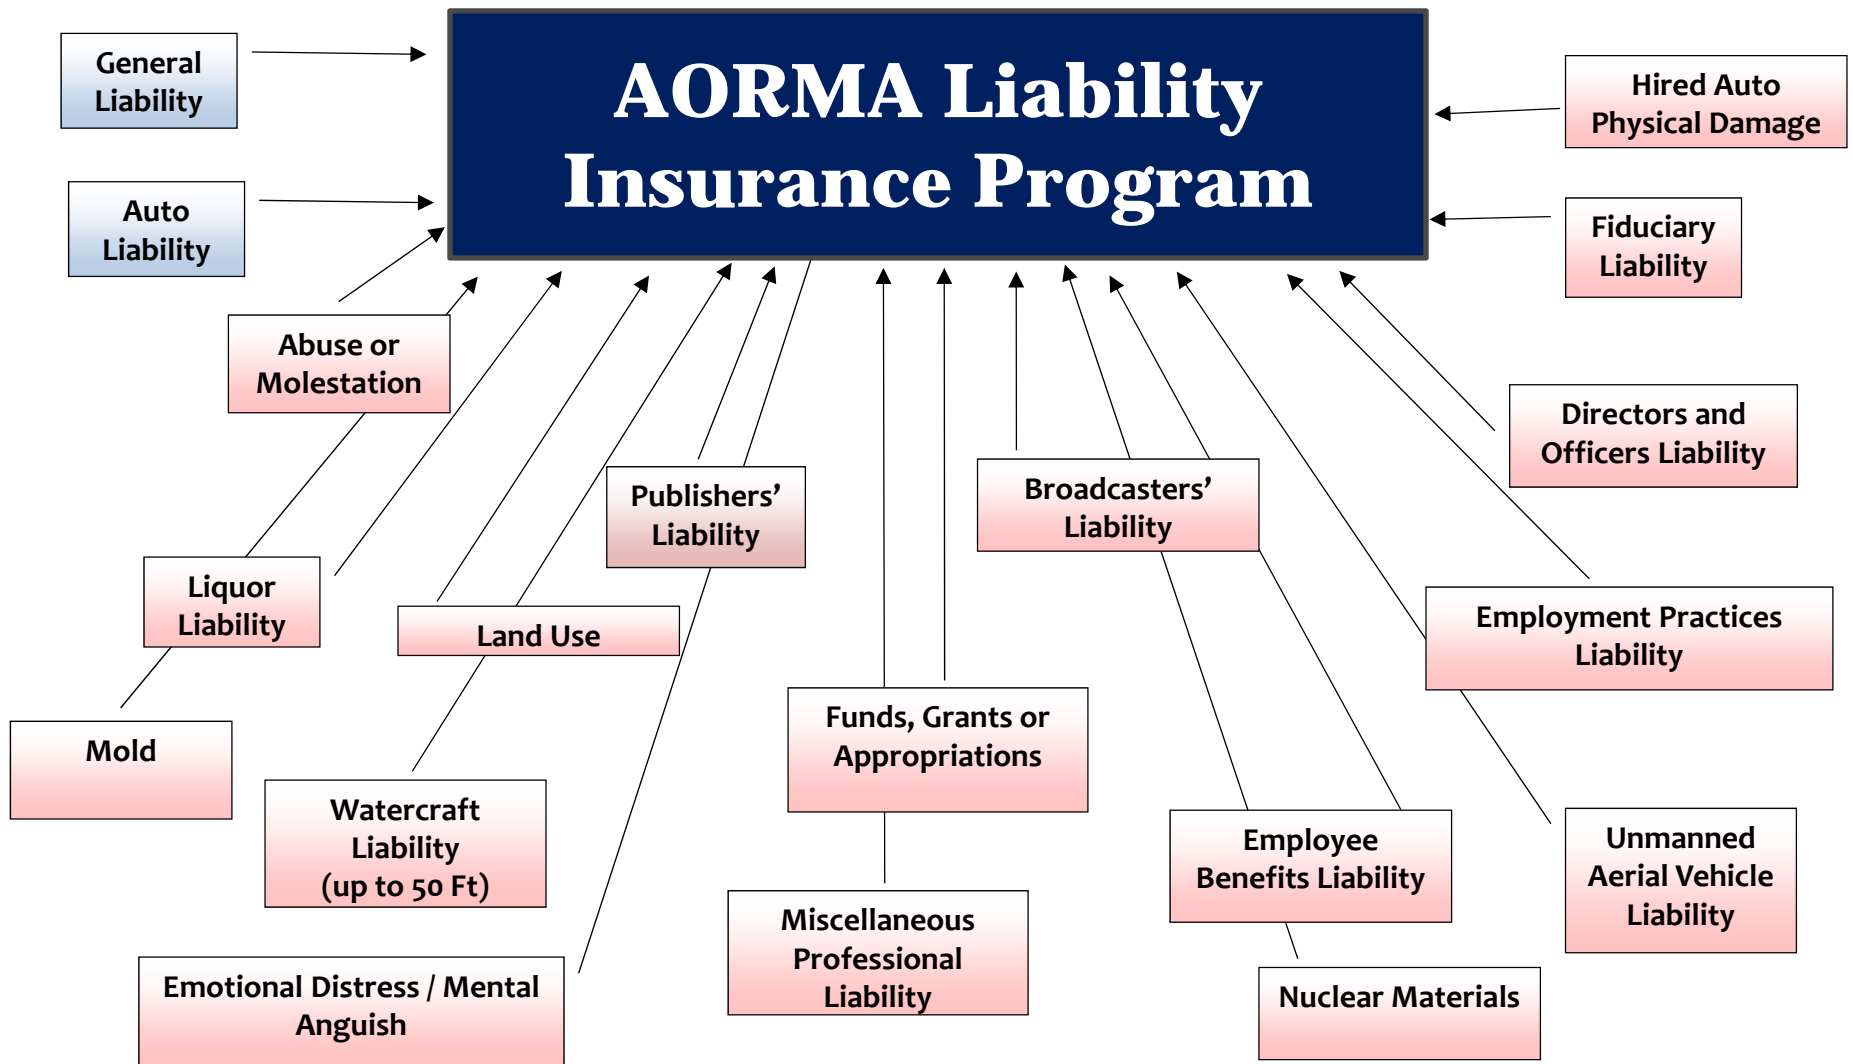 AORMA Liability
Insurance Program
General
Liability
Hired Auto
Physical Damage
Auto
Liability
Fiduciary
Liability
Abuse or
Molestation
Directors and
Officers Liability
Publishers’
Liability
Broadcasters’
Liability
Liquor
Liability
Land Use
Employment Practices
Liability
Mold
Funds, Grants or
Appropriations
Watercraft
Liability
(up to 50 Ft)
Employee
Benefits Liability
Unmanned
Aerial Vehicle
Liability
Miscellaneous
Professional
Liability
Emotional Distress / Mental
Anguish
Nuclear Materials